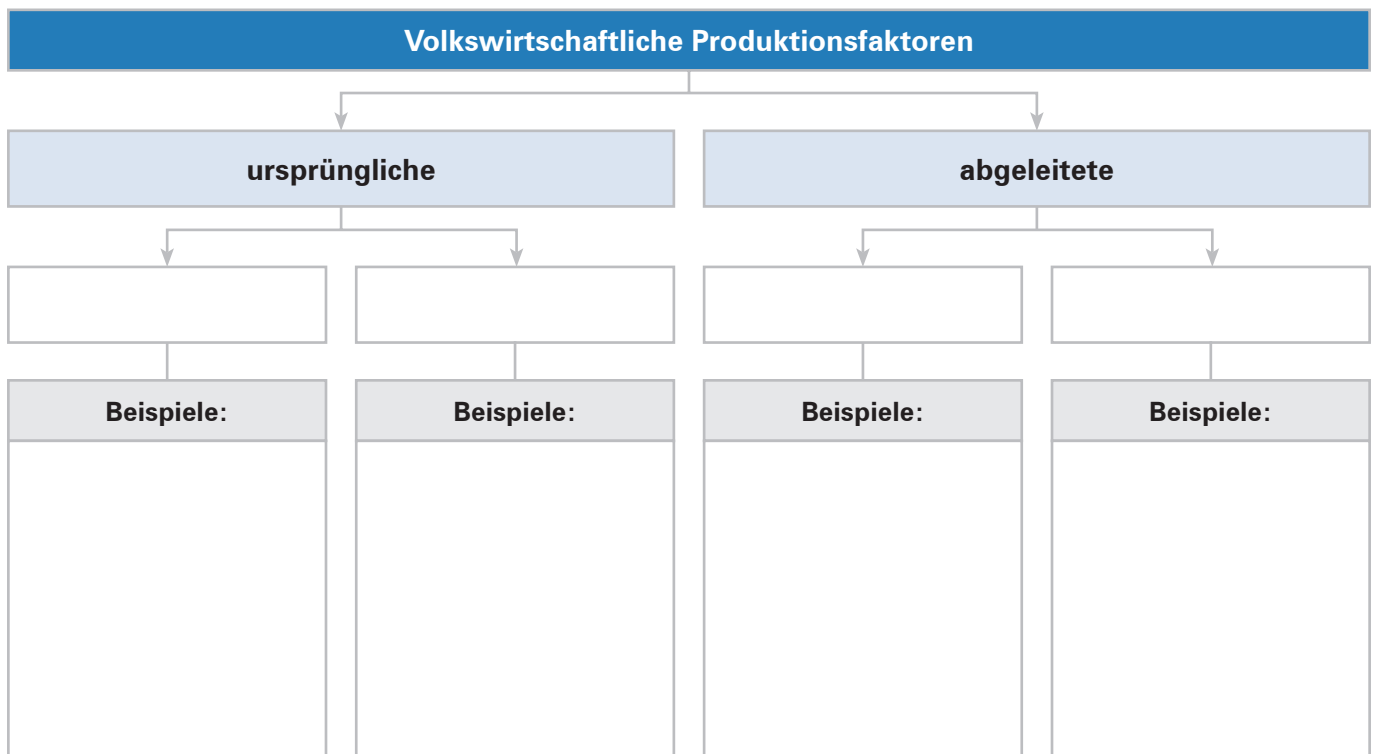 Volkswirtschaftliche Produktionsfaktoren
ursprüngliche
abgeleitete
Beispiele:
Beispiele:
Beispiele:
Beispiele: